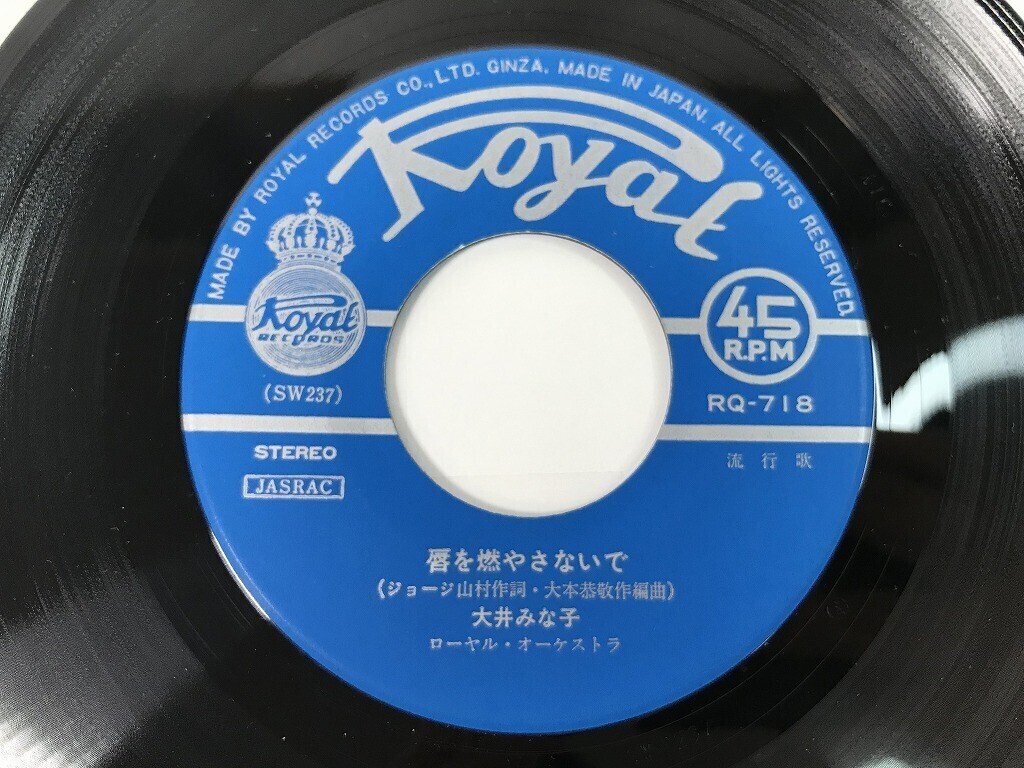 MADE BY ROYAL RECORDS CO., LTD. GINZA. MADE IN JAPAN. ALL LIGHTS RESERVED.
Royal
Royal
RECORDS
45
R.P.M
(SW237)
RQ-718
STEREO
流行歌
JASRAC
唇を燃やさないで
(ジョージ山村作詞・大本恭敬作編曲)
大井みな子
ローヤル・オーケストラ